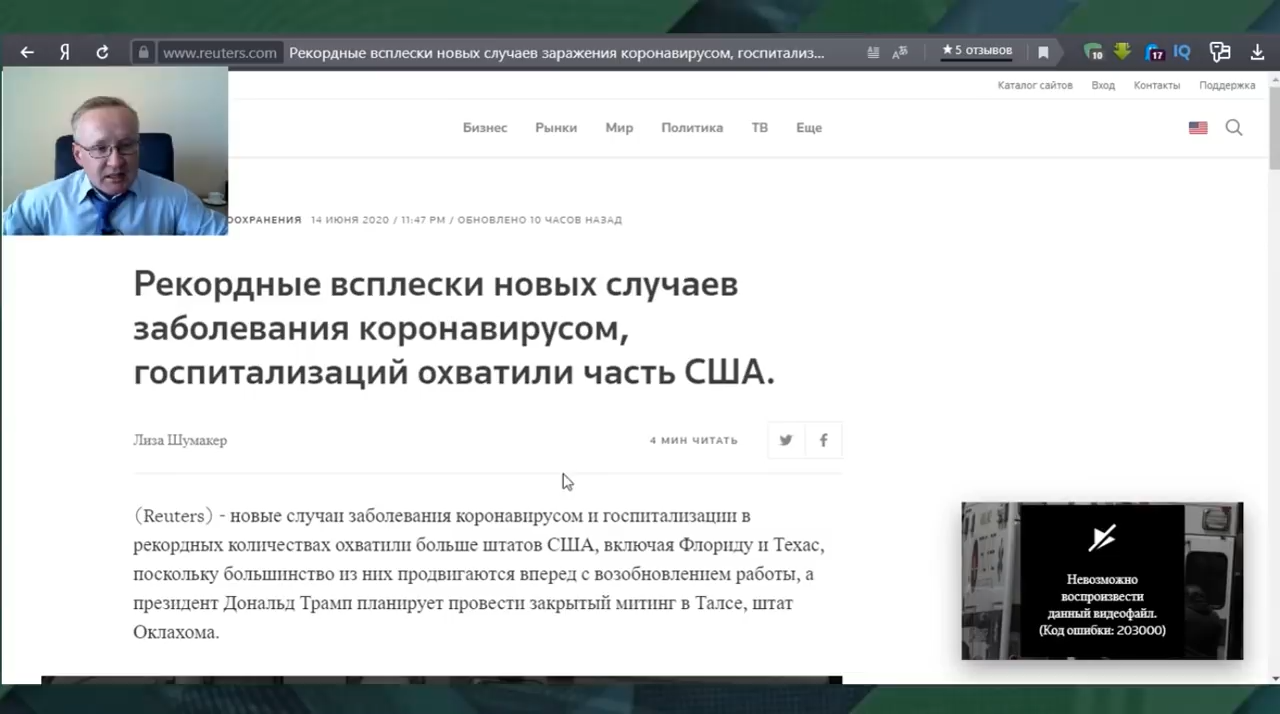 Я
www.reuters.com
Рекордные всплески новых случаев заражения коронавирусом, госпитализ...
★ 5 отзывов
10
17
IQ
Каталог сайтов Вход Контакты Поддержка
Бизнес Рынки Мир Политика ТВ Еще
ООХРАНЕНИЯ 14 ИЮНЯ 2020 / 11:47 PM / ОБНОВЛЕНО 10 ЧАСОВ НАЗАД
Рекордные всплески новых случаев
заболевания коронавирусом,
госпитализаций охватили часть США.
Лиза Шумакер
4 МИН ЧИТАТЬ
(Reuters) - новые случаи заболевания коронавирусом и госпитализации в
рекордных количествах охватили больше штатов США, включая Флориду и Техас,
поскольку большинство из них продвигаются вперед с возобновлением работы, а
президент Дональд Трамп планирует провести закрытый митинг в Талсе, штат
Оклахома.
Невозможно
воспроизвести
данный видеофайл.
(Код ошибки: 203000)